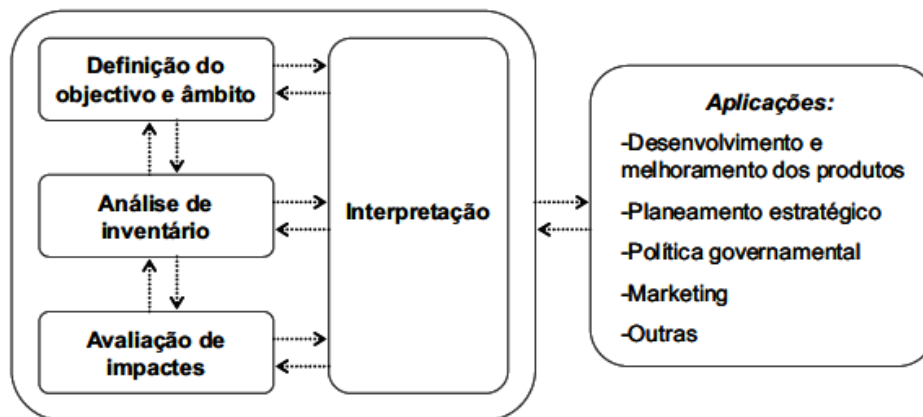 Definição do
objectivo e âmbito
Análise de
inventário
Avaliação de
impactes
Interpretação
Aplicações:
-Desenvolvimento e
melhoramento dos produtos
-Planeamento estratégico
-Política governamental
-Marketing
-Outras